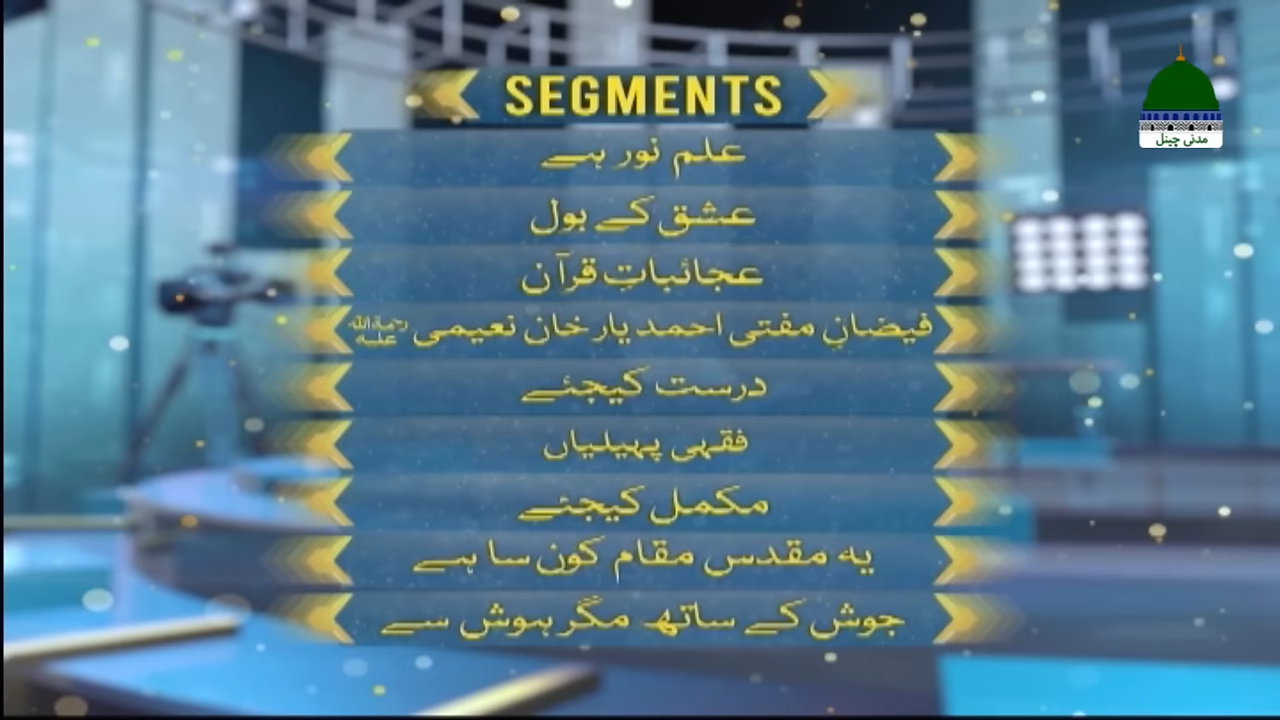 SEGMENTS
مدنی چینل
علم نور ہے
عشق کے بول
عجائباتِ قرآن
فیضانِ مفتی احمد یار خان نعیمی رحمۃ اللہ علیہ
درست کیجئے
فقہی پہیلیاں
مکمل کیجئے
یہ مقدس مقام کون سا ہے
جوش کے ساتھ مگر ہوش سے